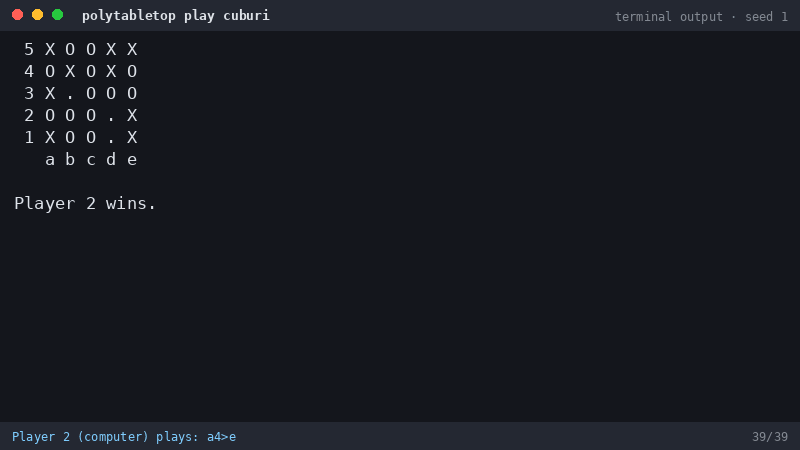 polytabletop play cuburi
terminal output · seed 1
5 X O O X X
4 O X O X O
3 X . O O O
2 O O O . X
1 X O O . X
a b c d e
Player 2 wins.
Player 2 (computer) plays: a4>e
39/39